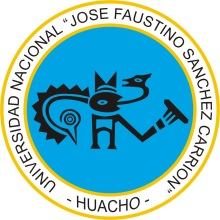 UNIVERSIDAD NACIONAL "JOSE FAUSTINO SANCHEZ CARRION"
- HUACHO -